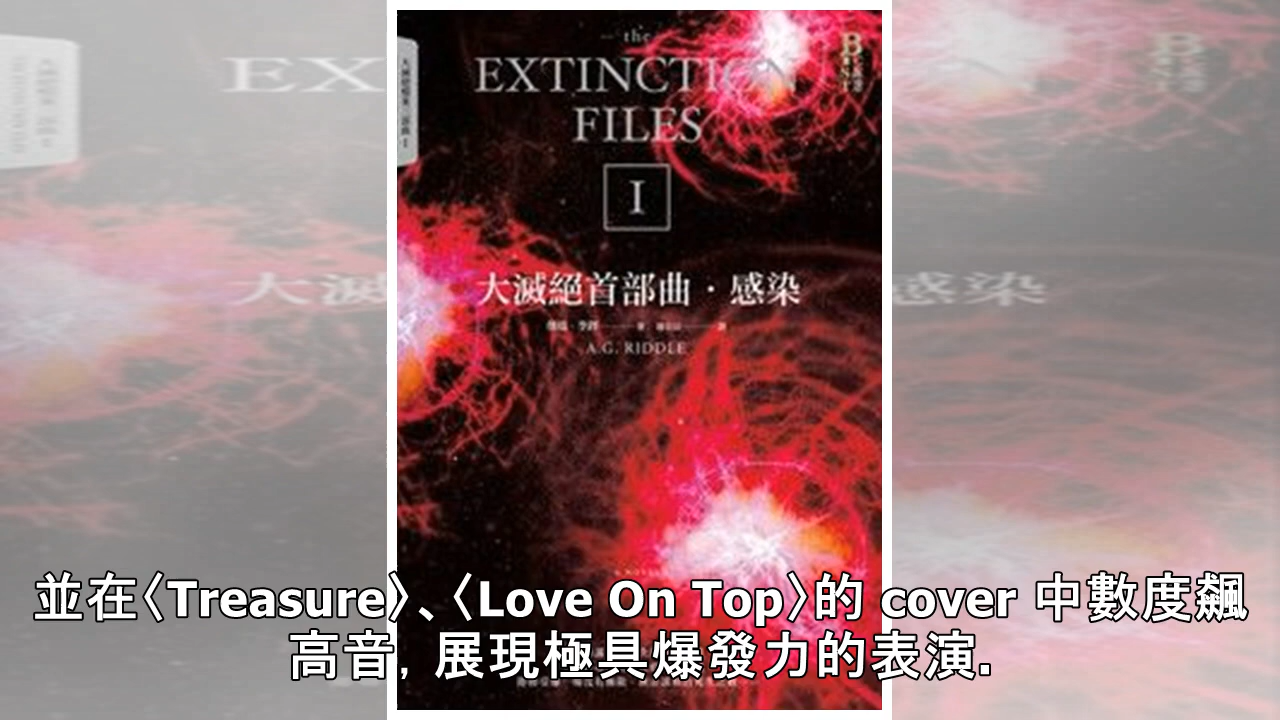 the
EXTINCTION
FILES
I
大滅絕首部曲·感染
A.G. RIDDLE
並在〈Treasure〉、〈Love On Top〉的 cover 中數度飆
高音, 展現極具爆發力的表演.